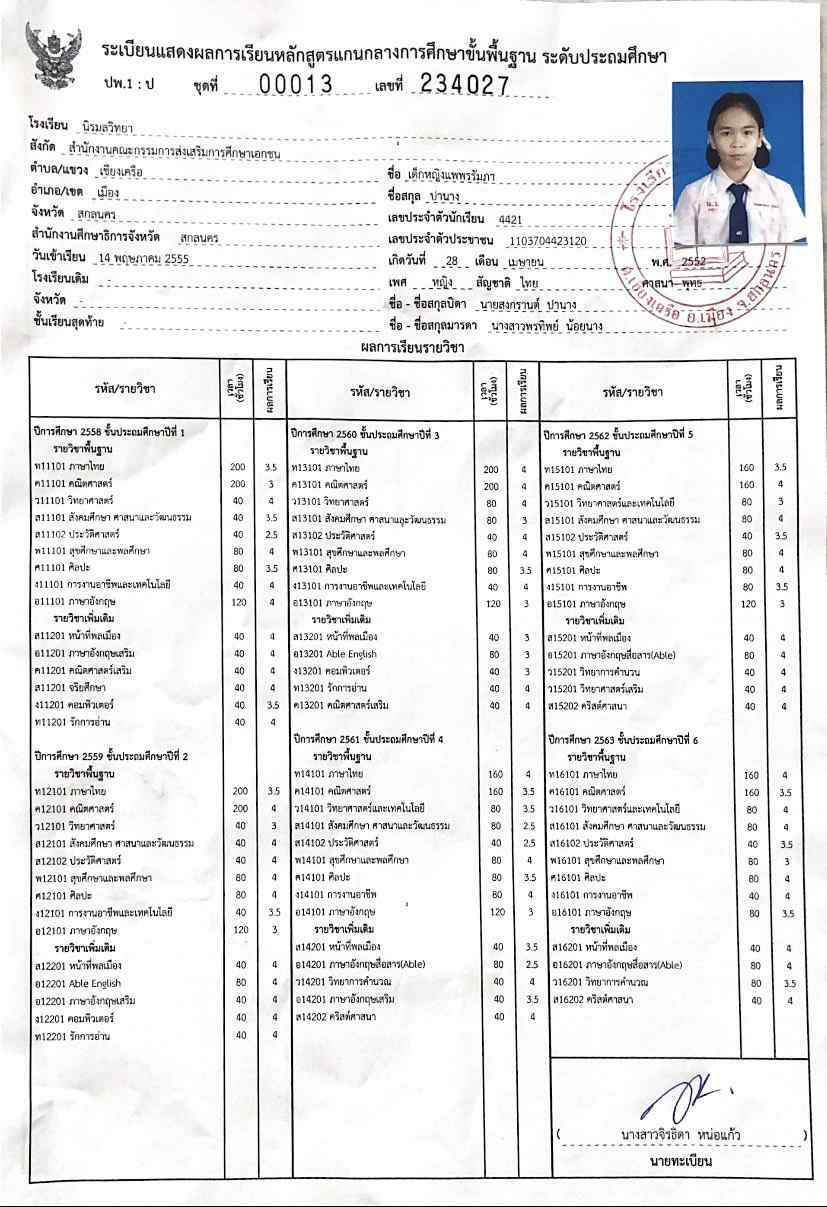 ระเบียนแสดงผลการเรียนหลักสูตรแกนกลางการศึกษาขั้นพื้นฐาน ระดับประถมศึกษา
ปพ.1 : ป ชุดที่ 00013 เลขที่ 234027
โรงเรียน นิรมลวิทยา
สังกัด สำนักงานคณะกรรมการส่งเสริมการศึกษาเอกชน
ตำบล/แขวง เชียงเครือ
อำเภอ/เขต เมือง
จังหวัด สกลนคร
สำนักงานศึกษาธิการจังหวัด สกลนคร
วันเข้าเรียน 14 พฤษภาคม 2555
โรงเรียนเดิม -
จังหวัด -
ชั้นเรียนสุดท้าย -
ชื่อ เด็กหญิงแพพรรัมภา
ชื่อสกุล ปานาง
เลขประจำตัวนักเรียน 4421
เลขประจำตัวประชาชน 1103704423120
เกิดวันที่ 28 เดือน เมษายน พ.ศ. 2552
เพศ หญิง สัญชาติ ไทย ศาสนา พุทธ
ชื่อ - ชื่อสกุลบิดา นายสงกรานต์ ปานาง
ชื่อ - ชื่อสกุลมารดา นางสาวพรทิพย์ น้อยนาง
ต.เชียงเครือ อ.เมือง จ.สกลนคร
ผลการเรียนรายวิชา
รหัส/รายวิชา เวลา (ชั่วโมง) ผลการเรียน
ปีการศึกษา 2558 ชั้นประถมศึกษาปีที่ 1
รายวิชาพื้นฐาน
ท11101 ภาษาไทย 200 3.5
ค11101 คณิตศาสตร์ 200 3
ว11101 วิทยาศาสตร์ 40 4
ส11101 สังคมศึกษา ศาสนาและวัฒนธรรม 40 3.5
ส11102 ประวัติศาสตร์ 40 2.5
พ11101 สุขศึกษาและพลศึกษา 80 4
ศ11101 ศิลปะ 80 3.5
ง11101 การงานอาชีพและเทคโนโลยี 40 4
อ11101 ภาษาอังกฤษ 120 4
รายวิชาเพิ่มเติม
ส11201 หน้าที่พลเมือง 40 4
อ11201 ภาษาอังกฤษเสริม 40 4
ค11201 คณิตศาสตร์เสริม 40 4
ส11201 จริยศึกษา 40 4
ง11201 คอมพิวเตอร์ 40 3.5
ท11201 รักการอ่าน 40 4
ปีการศึกษา 2559 ชั้นประถมศึกษาปีที่ 2
รายวิชาพื้นฐาน
ท12101 ภาษาไทย 200 3.5
ค12101 คณิตศาสตร์ 200 4
ว12101 วิทยาศาสตร์ 40 3
ส12101 สังคมศึกษา ศาสนาและวัฒนธรรม 40 4
ส12102 ประวัติศาสตร์ 40 4
พ12101 สุขศึกษาและพลศึกษา 80 4
ศ12101 ศิลปะ 80 4
ง12101 การงานอาชีพและเทคโนโลยี 40 3.5
อ12101 ภาษาอังกฤษ 120 3
รายวิชาเพิ่มเติม
ส12201 หน้าที่พลเมือง 40 4
อ12201 Able English 80 4
อ12201 ภาษาอังกฤษเสริม 40 4
ง12201 คอมพิวเตอร์ 40 4
ท12201 รักการอ่าน 40 4
รหัส/รายวิชา เวลา (ชั่วโมง) ผลการเรียน
ปีการศึกษา 2560 ชั้นประถมศึกษาปีที่ 3
รายวิชาพื้นฐาน
ท13101 ภาษาไทย 200 4
ค13101 คณิตศาสตร์ 200 4
ว13101 วิทยาศาสตร์ 80 4
ส13101 สังคมศึกษา ศาสนาและวัฒนธรรม 80 3
ส13102 ประวัติศาสตร์ 40 4
พ13101 สุขศึกษาและพลศึกษา 80 4
ศ13101 ศิลปะ 80 3.5
ง13101 การงานอาชีพและเทคโนโลยี 40 4
อ13101 ภาษาอังกฤษ 120 3
รายวิชาเพิ่มเติม
ส13201 หน้าที่พลเมือง 40 3
อ13201 Able English 80 3
ง13201 คอมพิวเตอร์ 40 3
ท13201 รักการอ่าน 40 4
ค13201 คณิตศาสตร์เสริม 40 4
ปีการศึกษา 2561 ชั้นประถมศึกษาปีที่ 4
รายวิชาพื้นฐาน
ท14101 ภาษาไทย 160 4
ค14101 คณิตศาสตร์ 160 3.5
ว14101 วิทยาศาสตร์และเทคโนโลยี 80 3.5
ส14101 สังคมศึกษา ศาสนาและวัฒนธรรม 80 2.5
ส14102 ประวัติศาสตร์ 40 2.5
พ14101 สุขศึกษาและพลศึกษา 80 4
ศ14101 ศิลปะ 80 3.5
ง14101 การงานอาชีพ 80 4
อ14101 ภาษาอังกฤษ 120 3
รายวิชาเพิ่มเติม
ส14201 หน้าที่พลเมือง 40 3.5
อ14201 ภาษาอังกฤษสื่อสาร(Able) 80 2.5
ว14201 วิทยาการคำนวณ 40 4
อ14201 ภาษาอังกฤษเสริม 40 3.5
ส14202 คริสต์ศาสนา 40 4
รหัส/รายวิชา เวลา (ชั่วโมง) ผลการเรียน
ปีการศึกษา 2562 ชั้นประถมศึกษาปีที่ 5
รายวิชาพื้นฐาน
ท15101 ภาษาไทย 160 3.5
ค15101 คณิตศาสตร์ 160 4
ว15101 วิทยาศาสตร์และเทคโนโลยี 80 3
ส15101 สังคมศึกษา ศาสนาและวัฒนธรรม 80 4
ส15102 ประวัติศาสตร์ 40 3.5
พ15101 สุขศึกษาและพลศึกษา 80 4
ศ15101 ศิลปะ 80 4
ง15101 การงานอาชีพ 80 3.5
อ15101 ภาษาอังกฤษ 120 3
รายวิชาเพิ่มเติม
ส15201 หน้าที่พลเมือง 40 4
อ15201 ภาษาอังกฤษสื่อสาร(Able) 80 4
ว15201 วิทยาการคำนวน 40 4
ว15201 วิทยาศาสตร์เสริม 40 4
ส15202 คริสต์ศาสนา 40 4
ปีการศึกษา 2563 ชั้นประถมศึกษาปีที่ 6
รายวิชาพื้นฐาน
ท16101 ภาษาไทย 160 4
ค16101 คณิตศาสตร์ 160 3.5
ว16101 วิทยาศาสตร์และเทคโนโลยี 80 4
ส16101 สังคมศึกษา ศาสนาและวัฒนธรรม 80 4
ส16102 ประวัติศาสตร์ 40 3.5
พ16101 สุขศึกษาและพลศึกษา 80 3
ศ16101 ศิลปะ 80 4
ง16101 การงานอาชีพ 40 4
อ16101 ภาษาอังกฤษ 80 3.5
รายวิชาเพิ่มเติม
ส16201 หน้าที่พลเมือง 40 4
อ16201 ภาษาอังกฤษสื่อสาร(Able) 80 4
ว16201 วิทยาการคำนวณ 80 3.5
ส16202 คริสต์ศาสนา 40 4
( นางสาวจิรธิดา หน่อแก้ว )
นายทะเบียน